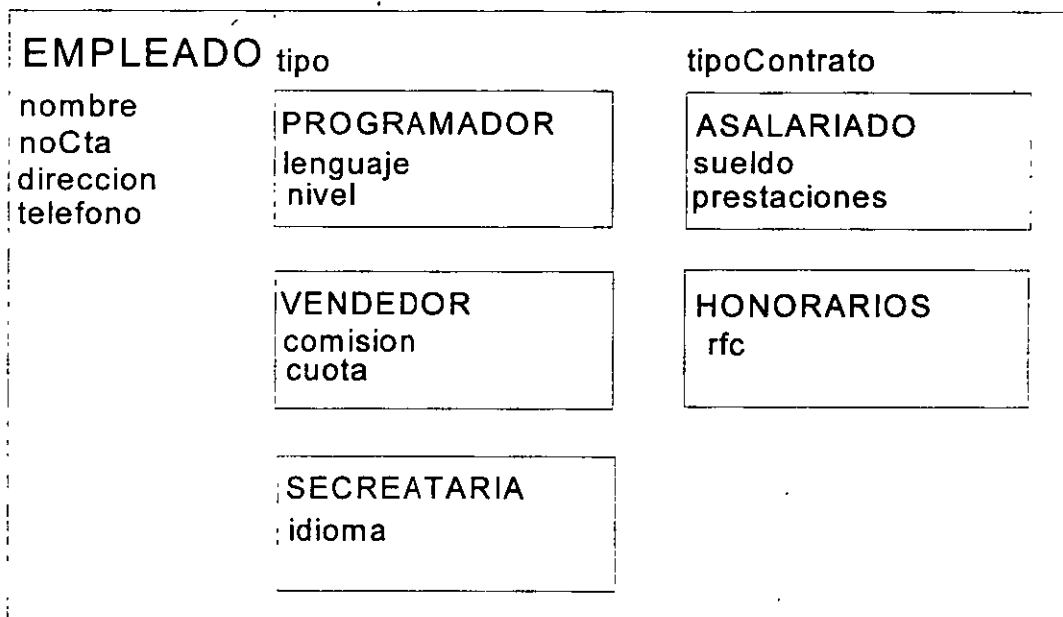 EMPLEADO
nombre
noCta
direccion
telefono
tipo
PROGRAMADOR
lenguaje
nivel
VENDEDOR
comision
cuota
SECREATARIA
idioma
tipoContrato
ASALARIADO
sueldo
prestaciones
HONORARIOS
rfc